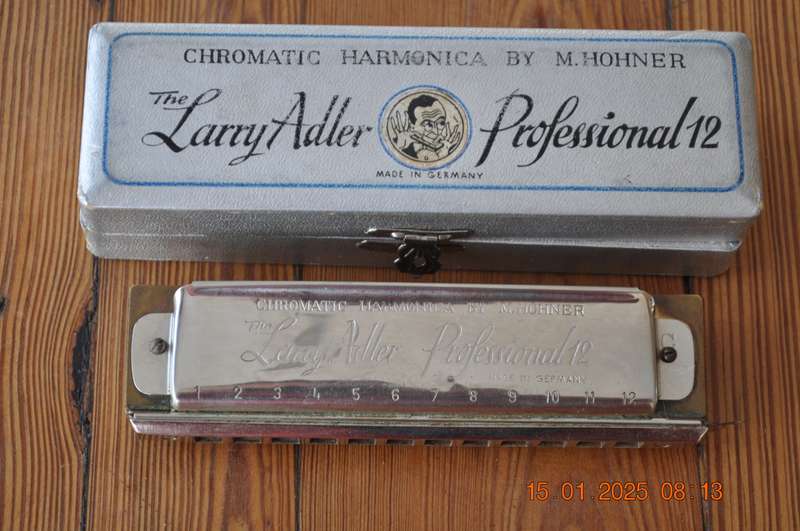 CHROMATIC HARMONICA BY M.HOHNER
The Larry Adler Professional 12
MADE IN GERMANY
CHROMATIC HARMONICA BY M.HOHNER
The Larry Adler Professional 12
MADE IN GERMANY
C
1 2 3 4 5 6 7 8 9 10 11 12
15.01.2025 08:13